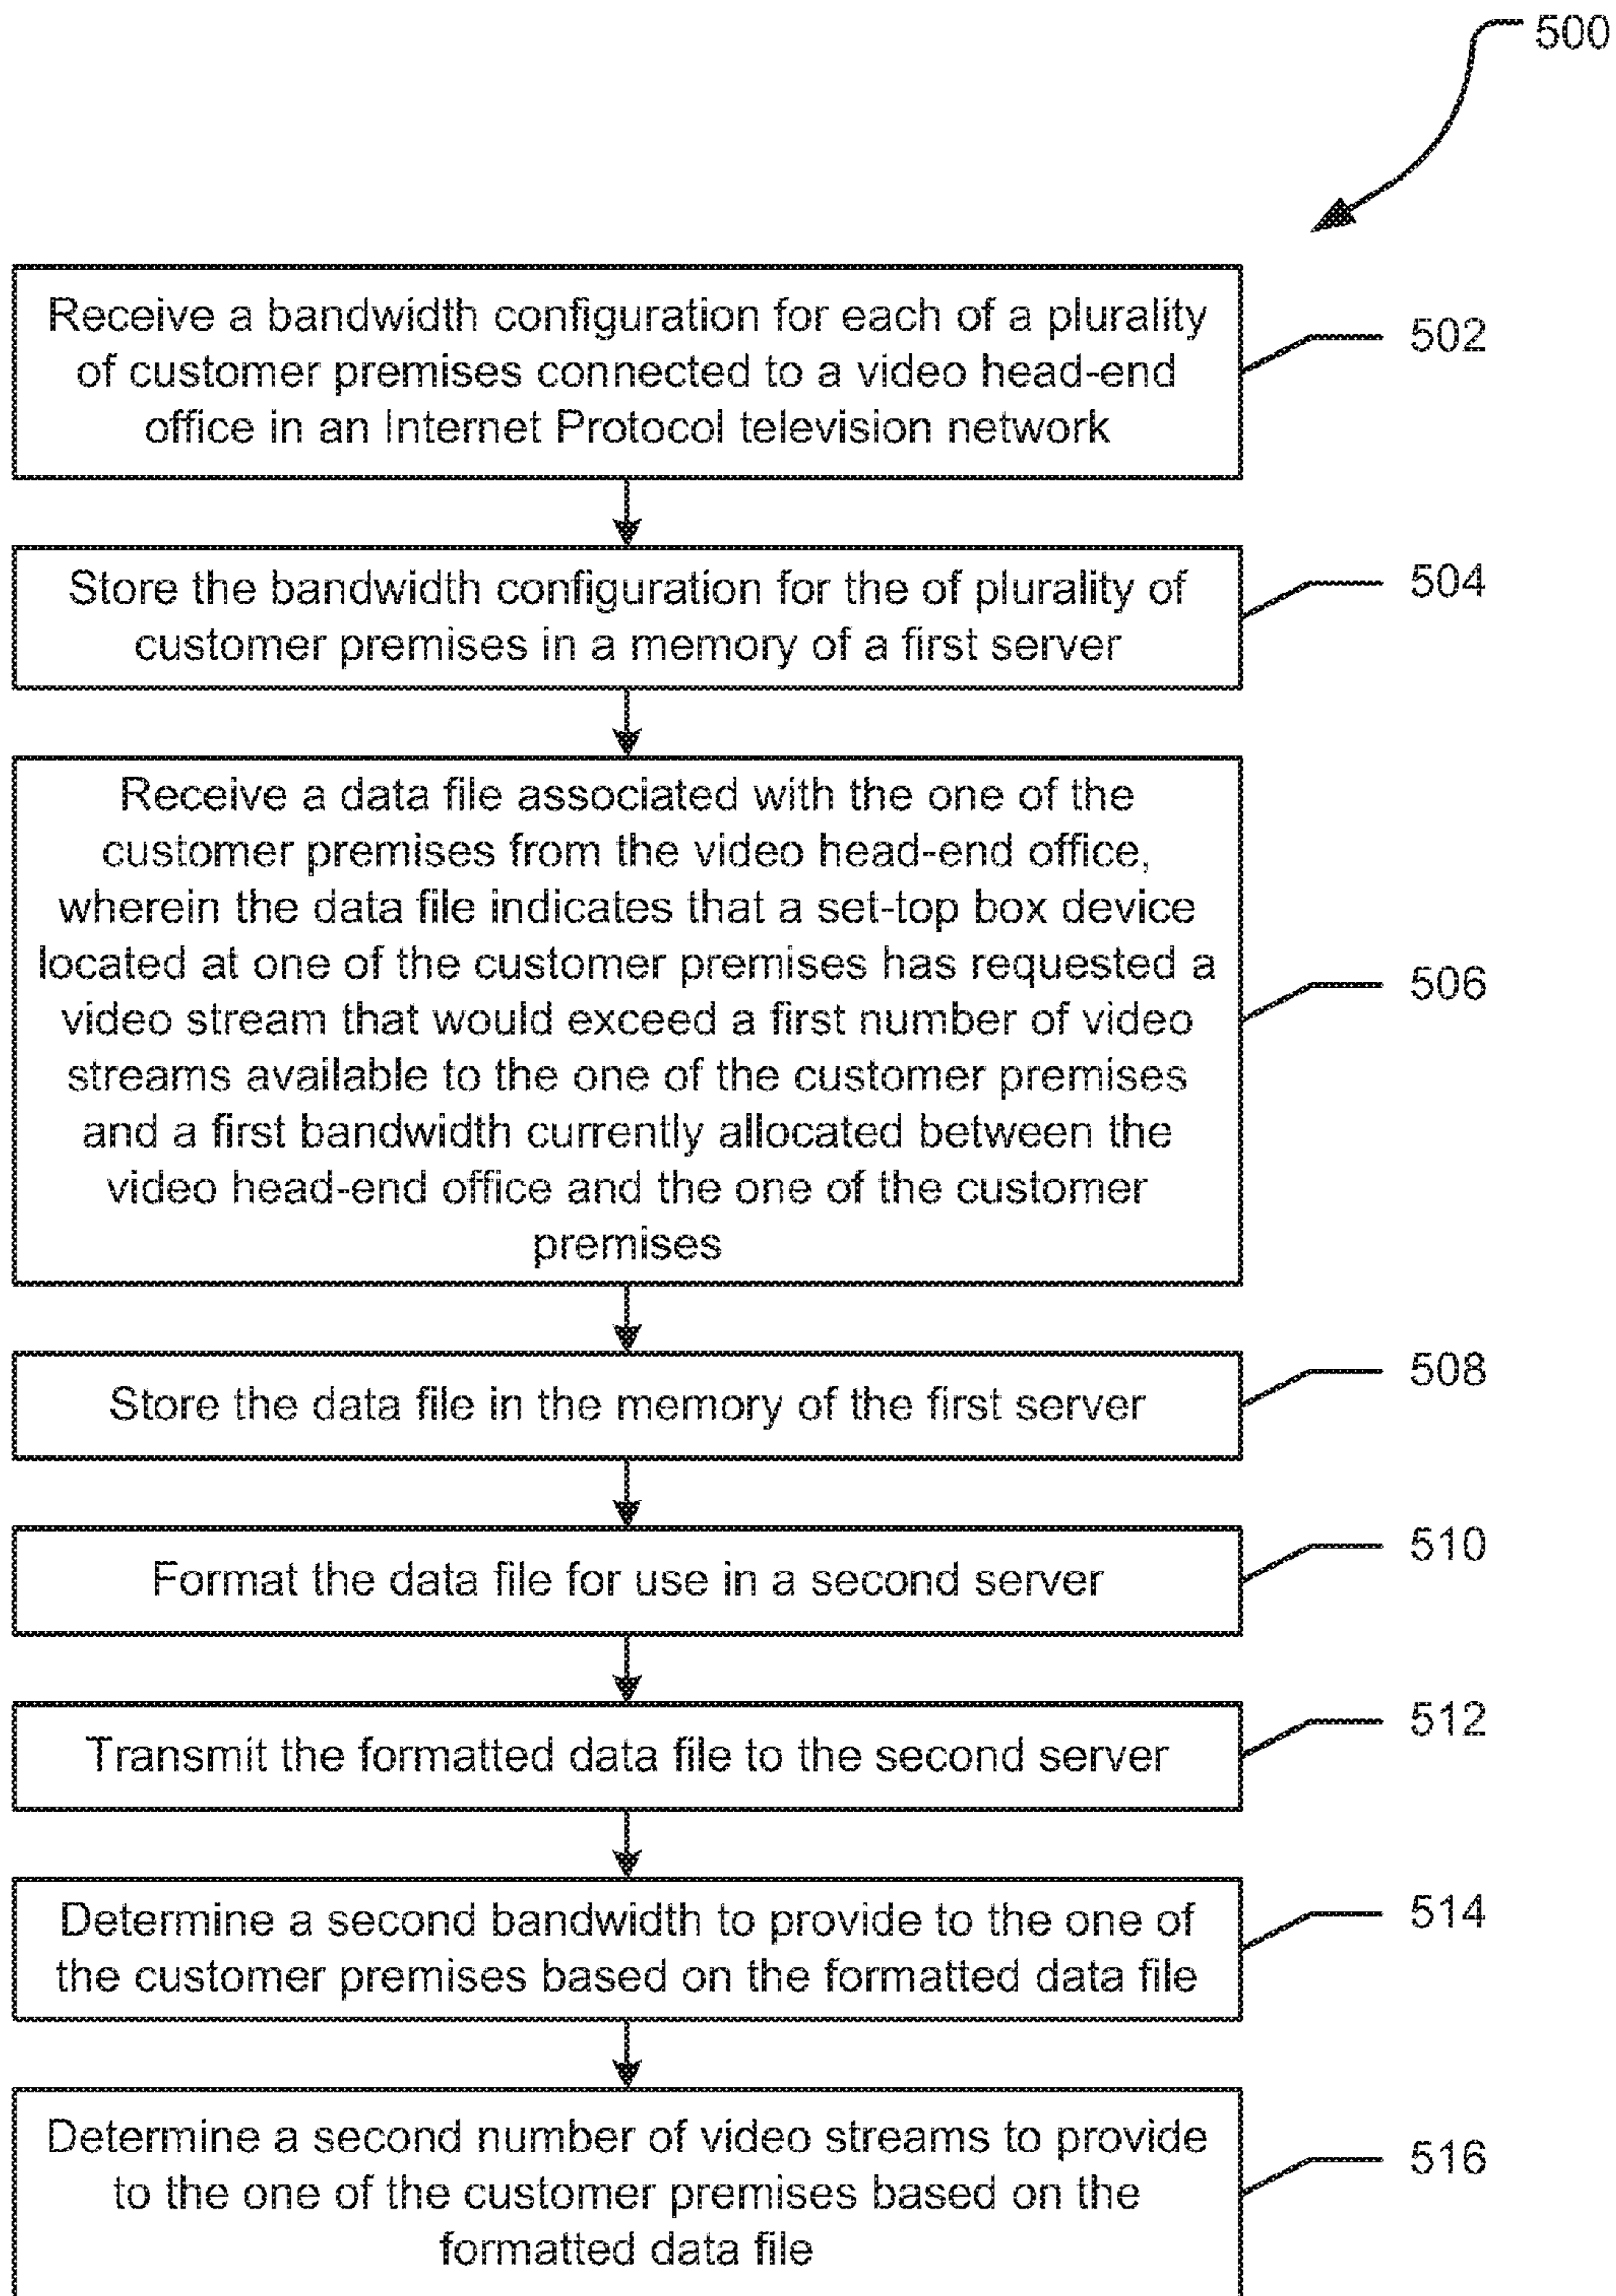 500
Receive a bandwidth configuration for each of a plurality
of customer premises connected to a video head-end
office in an Internet Protocol television network
502
Store the bandwidth configuration for the of plurality of
customer premises in a memory of a first server
504
Receive a data file associated with the one of the
customer premises from the video head-end office,
wherein the data file indicates that a set-top box device
located at one of the customer premises has requested a
video stream that would exceed a first number of video
streams available to the one of the customer premises
and a first bandwidth currently allocated between the
video head-end office and the one of the customer
premises
506
Store the data file in the memory of the first server
508
Format the data file for use in a second server
510
Transmit the formatted data file to the second server
512
Determine a second bandwidth to provide to the one of
the customer premises based on the formatted data file
514
Determine a second number of video streams to provide
to the one of the customer premises based on the
formatted data file
516